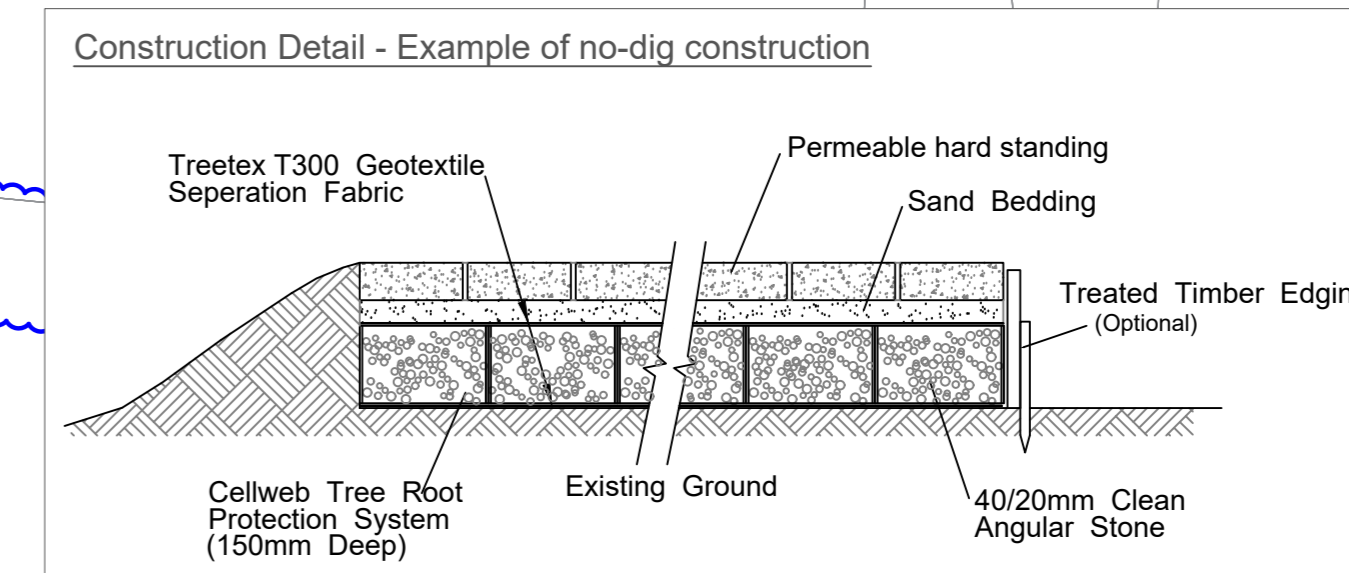 Construction Detail - Example of no-dig construction
Treetex T300 Geotextile
Seperation Fabric
Permeable hard standing
Sand Bedding
Treated Timber Edgin
(Optional)
Cellweb Tree Root
Protection System
(150mm Deep)
Existing Ground
40/20mm Clean
Angular Stone